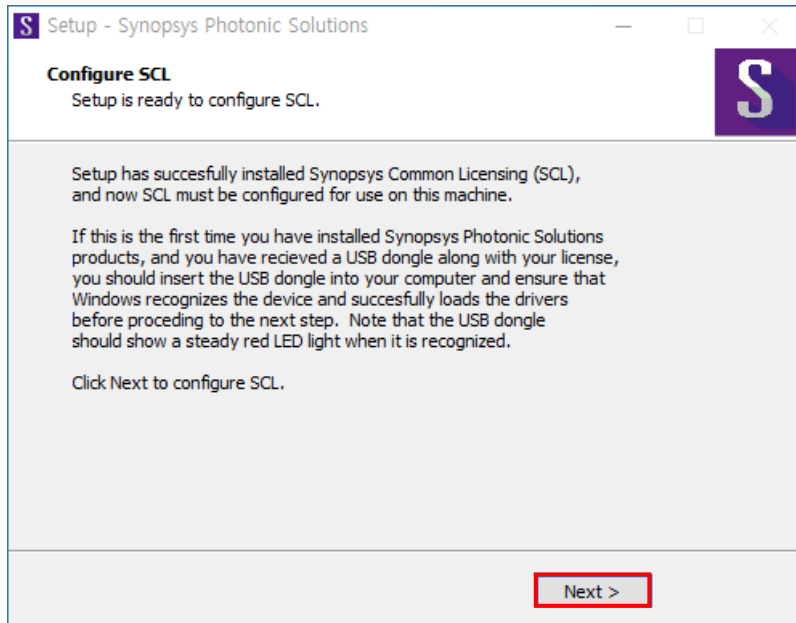 S Setup - Synopsys Photonic Solutions
Configure SCL
Setup is ready to configure SCL.
S
Setup has succesfully installed Synopsys Common Licensing (SCL),
and now SCL must be configured for use on this machine.
If this is the first time you have installed Synopsys Photonic Solutions
products, and you have recieved a USB dongle along with your license,
you should insert the USB dongle into your computer and ensure that
Windows recognizes the device and succesfully loads the drivers
before proceding to the next step. Note that the USB dongle
should show a steady red LED light when it is recognized.
Click Next to configure SCL.
Next >